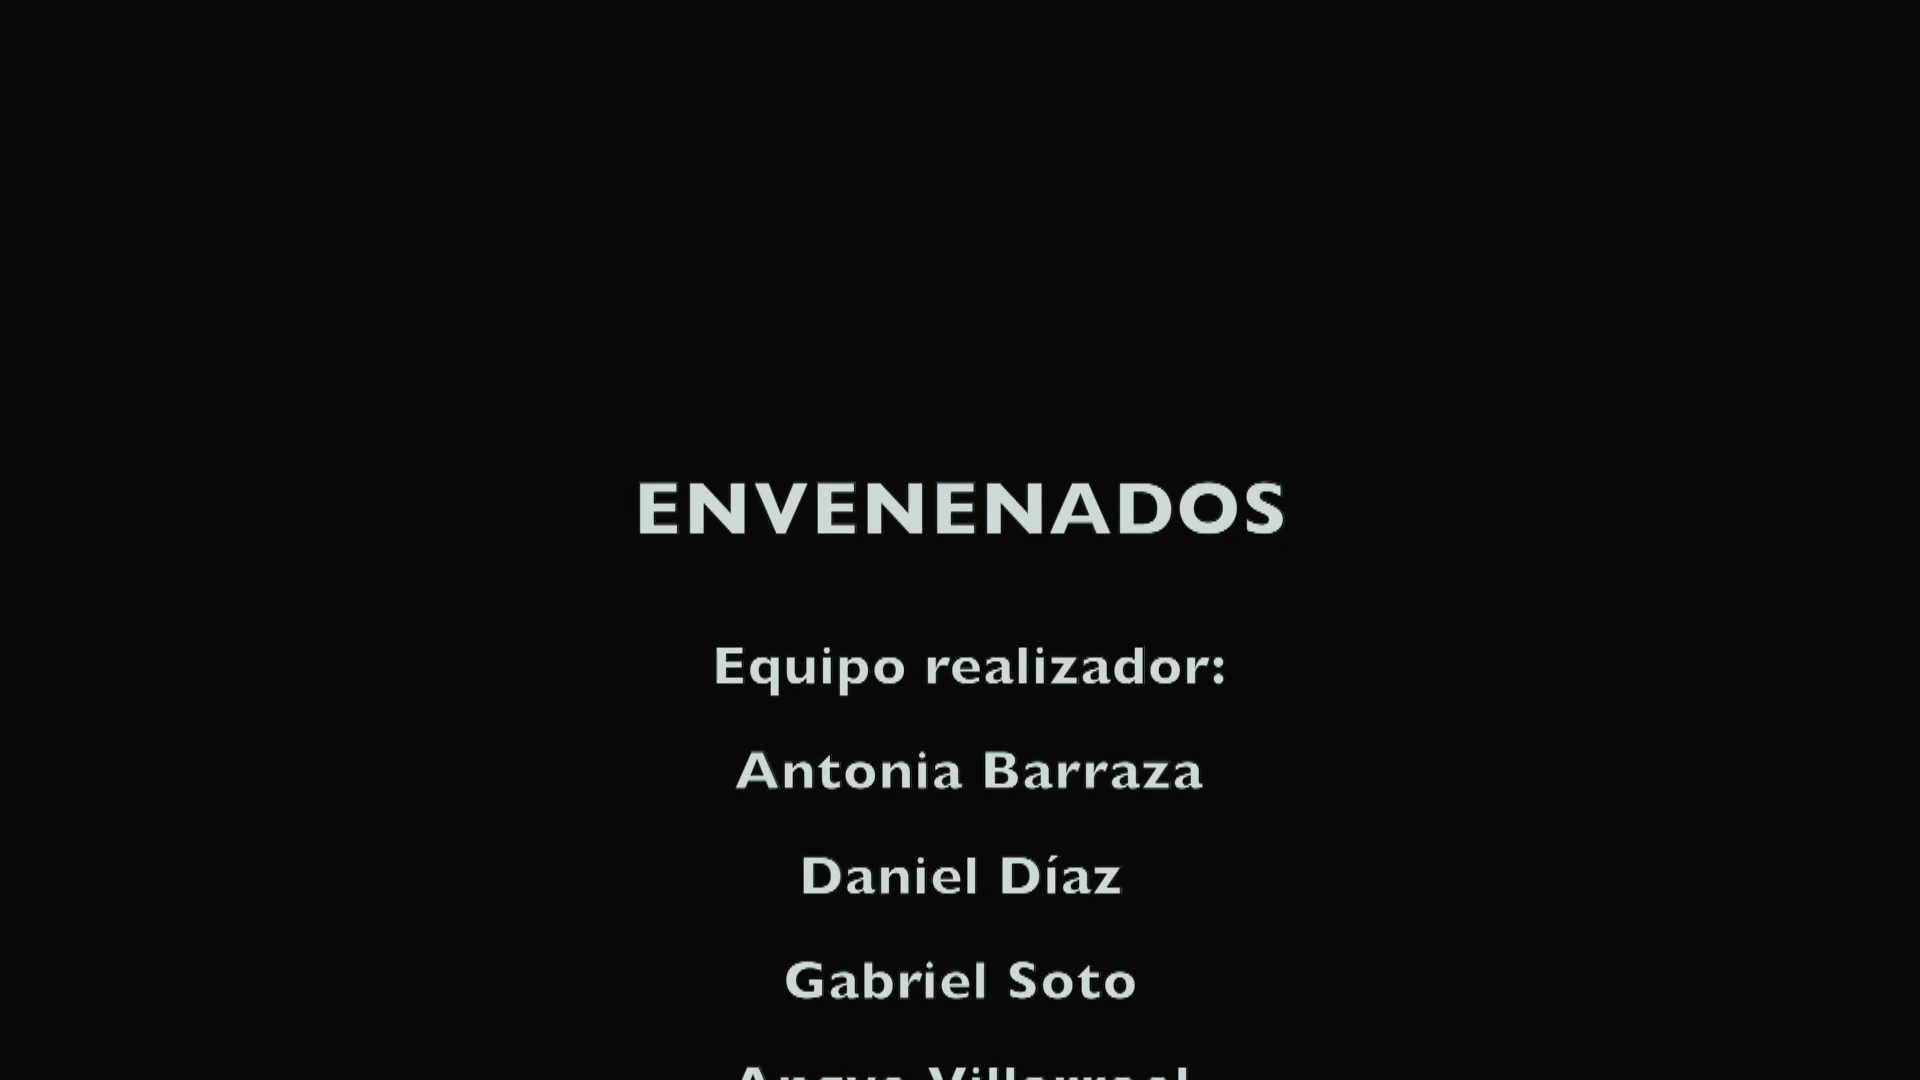 ENVENENADOS
Equipo realizador:
Antonia Barraza
Daniel Díaz
Gabriel Soto